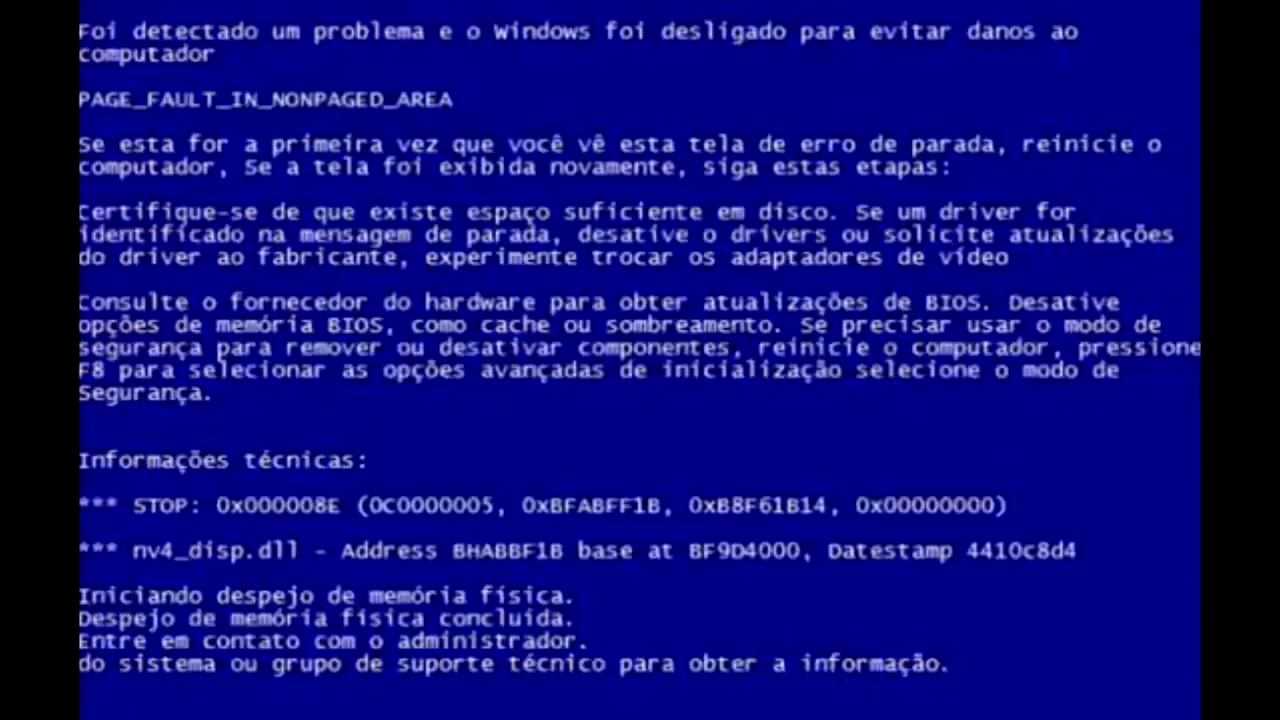 Foi detectado um problema e o Windows foi desligado para evitar danos ao
computador
PAGE_FAULT_IN_NONPAGED_AREA
Se esta for a primeira vez que você vê esta tela de erro de parada, reinicie o
computador, Se a tela foi exibida novamente, siga estas etapas:
Certifique-se de que existe espaço suficiente em disco. Se um driver for
identificado na mensagem de parada, desative o drivers ou solicite atualizações
do driver ao fabricante, experimente trocar os adaptadores de vídeo
Consulte o fornecedor do hardware para obter atualizações de BIOS. Desative
opções de memória BIOS, como cache ou sombreamento. Se precisar usar o modo de
segurança para remover ou desativar componentes, reinicie o computador, pressione
F8 para selecionar as opções avançadas de inicialização selecione o modo de
Segurança.
Informações técnicas:
*** STOP: 0x000008E (0C0000005, 0xBFABFF1B, 0xB8F61B14, 0x00000000)
*** nv4_disp.dll - Address BHABBF1B base at BF9D4000, Datestamp 4410c8d4
Iniciando despejo de memória física.
Despejo de memória física concluída.
Entre em contato com o administrador.
do sistema ou grupo de suporte técnico para obter a informação.